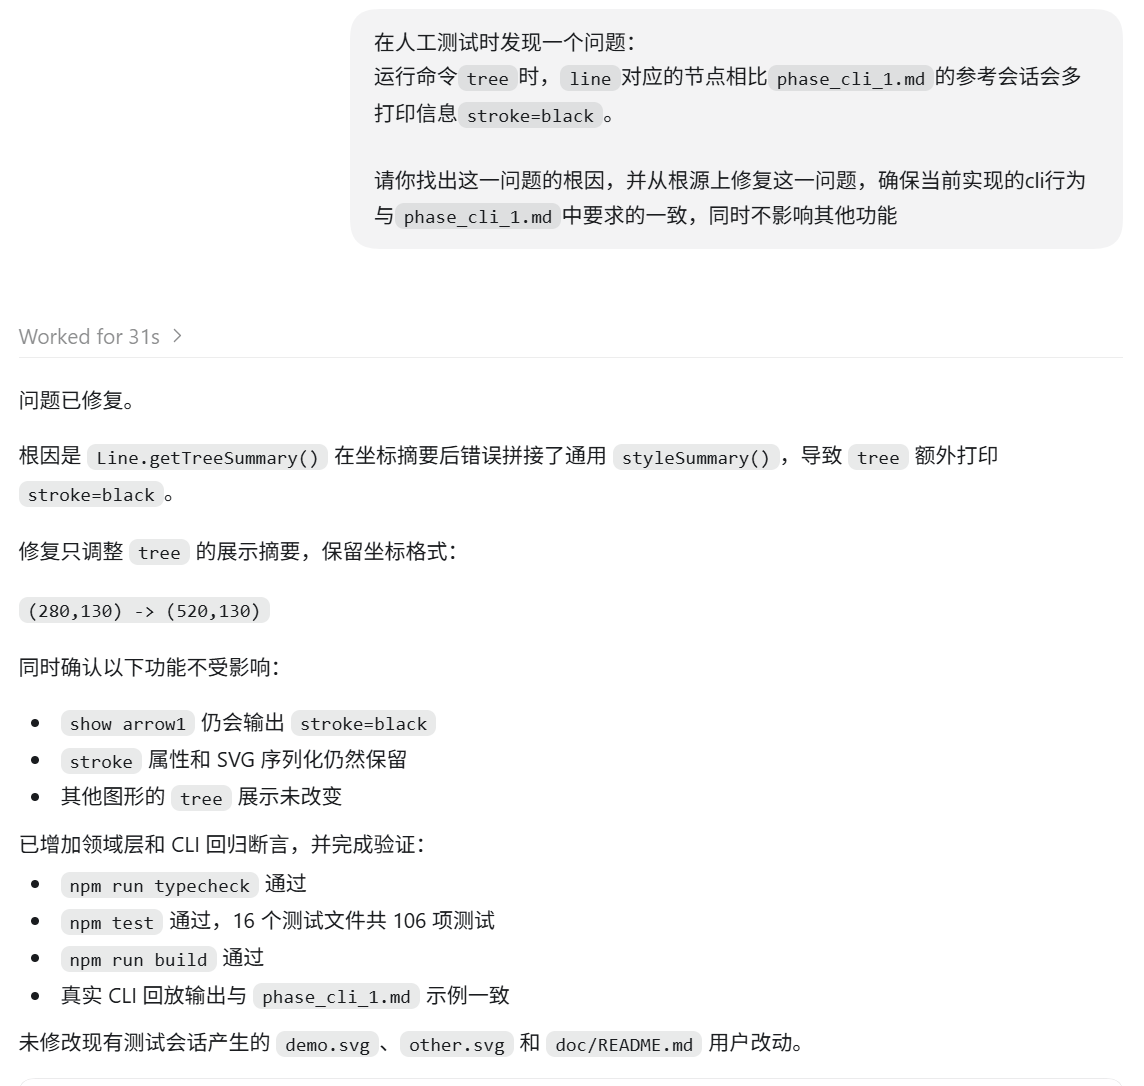 在人工测试时发现一个问题：
运行命令 tree 时， line 对应的节点相比 phase_cli_1.md 的参考会话会多
打印信息 stroke=black 。
请你找出这一问题的根因，并从根源上修复这一问题，确保当前实现的cli行为
与 phase_cli_1.md 中要求的一致，同时不影响其他功能
Worked for 31s >
问题已修复。
根因是 Line.getTreeSummary() 在坐标摘要后错误拼接了通用 styleSummary() ，导致 tree 额外打印
stroke=black 。
修复只调整 tree 的展示摘要，保留坐标格式：
(280,130) -> (520,130)
同时确认以下功能不受影响：
• show arrow1 仍会输出 stroke=black
• stroke 属性和 SVG 序列化仍然保留
• 其他图形的 tree 展示未改变
已增加领域层和 CLI 回归断言，并完成验证：
• npm run typecheck 通过
• npm test 通过，16 个测试文件共 106 项测试
• npm run build 通过
• 真实 CLI 回放输出与 phase_cli_1.md 示例一致
未修改现有测试会话产生的 demo.svg 、 other.svg 和 doc/README.md 用户改动。